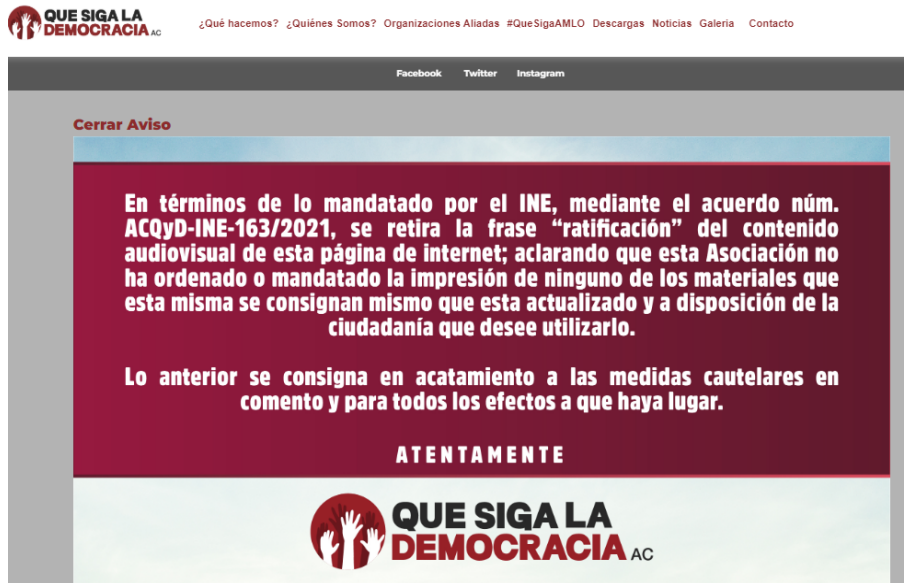 QUE SIGA LA
DEMOCRACIA AC
¿Qué hacemos? ¿Quiénes Somos? Organizaciones Aliadas #QueSigaAMLO Descargas Noticias Galeria Contacto
Facebook Twitter Instagram
Cerrar Aviso
En términos de lo mandatado por el INE, mediante el acuerdo núm.
ACQyD-INE-163/2021, se retira la frase “ratificación” del contenido
audiovisual de esta página de internet; aclarando que esta Asociación no
ha ordenado o mandatado la impresión de ninguno de los materiales que
esta misma se consignan mismo que esta actualizado y a disposición de la
ciudadanía que desee utilizarlo.
Lo anterior se consigna en acatamiento a las medidas cautelares en
comento y para todos los efectos a que haya lugar.
ATENTAMENTE
QUE SIGA LA
DEMOCRACIA AC